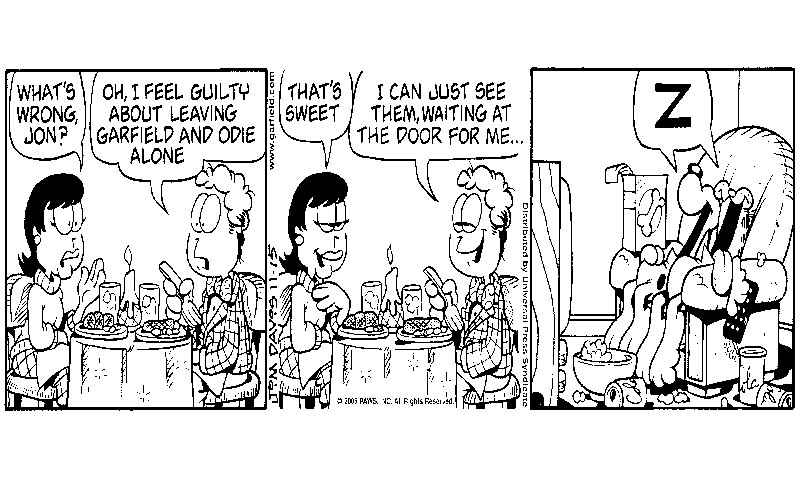 WHAT'S
WRONG,
JON?
OH, I FEEL GUILTY
ABOUT LEAVING
GARFIELD AND ODIE
ALONE
www.garfield.com
JIM DAVIS 11-15
THAT'S
SWEET
I CAN JUST SEE
THEM, WAITING AT
THE DOOR FOR ME...
© 2005 PAWS, INC. All Rights Reserved.
Distributed by Universal Press Syndicate
Z